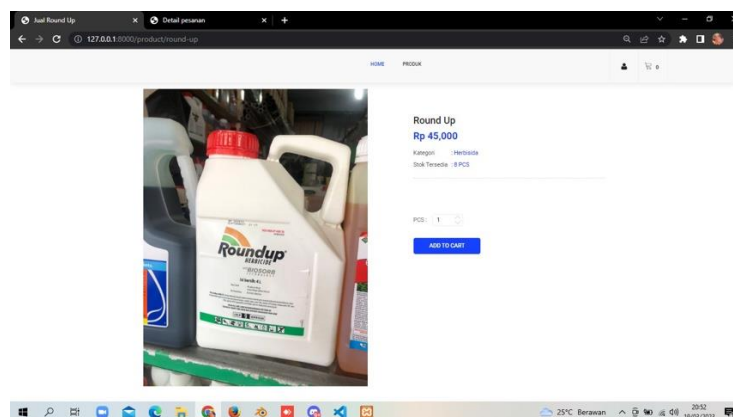 Jual Round Up
Detail pesanan
127.0.0.1:8000/product/round-up
HOME PRODUK
0
Round Up
Rp 45,000
Kategori : Herbisida
Stok Tersedia : 8 PCS
PCS: 1
ADD TO CART
Roundup
HERBICIDE
BIOSORB
25°C Berawan
20:52